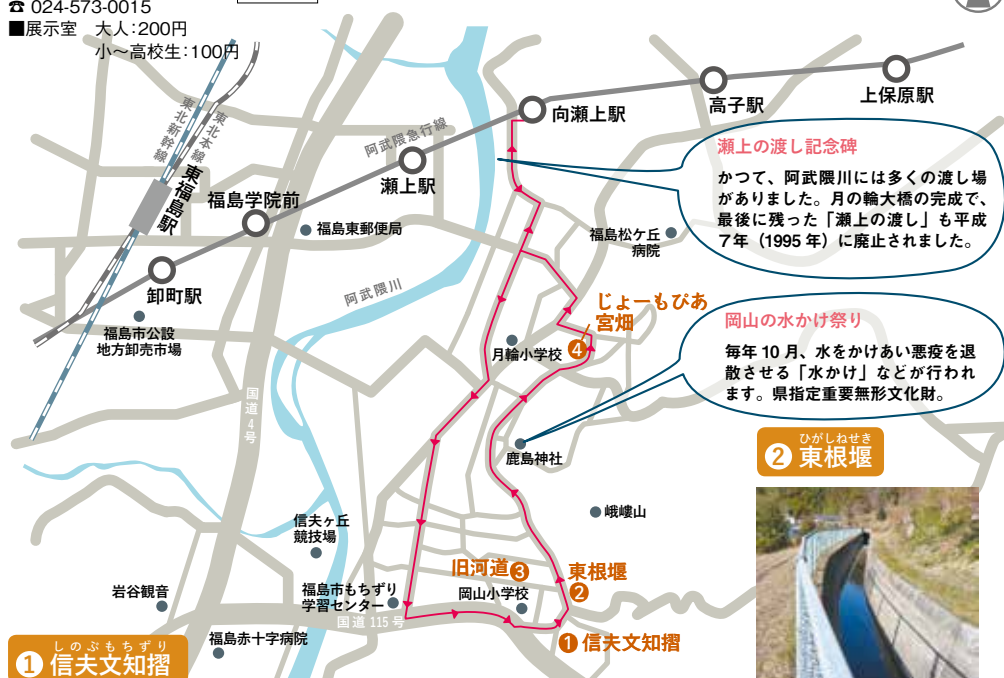 ☎ 024-573-0015
■展示室　大人：200円
小〜高校生：100円
東北新幹線
東北本線
東福島駅
阿武隈急行線
向瀬上駅
高子駅
上保原駅
瀬上駅
福島学院前
卸町駅
福島東郵便局
福島市公設
地方卸売市場
阿武隈川
国道4号
瀬上の渡し記念碑
かつて、阿武隈川には多くの渡し場
がありました。月の輪大橋の完成で、
最後に残った「瀬上の渡し」も平成
7年（1995年）に廃止されました。
福島松ケ丘
病院
じょーもぴあ
宮畑
④
月輪小学校
岡山の水かけ祭り
毎年10月、水をかけあい悪疫を退
散させる「水かけ」などが行われ
ます。県指定重要無形文化財。
鹿島神社
ひがしねせき
② 東根堰
峨嶁山
信夫ヶ丘
競技場
旧河道③
東根堰
②
岡山小学校
岩谷観音
福島市もちずり
学習センター
国道115号
福島赤十字病院
①信夫文知摺
しのぶもちずり
① 信夫文知摺